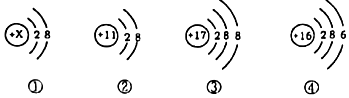 +X 2 8 +11 2 8 +17 2 8 8 +16 2 8 6
① ② ③ ④